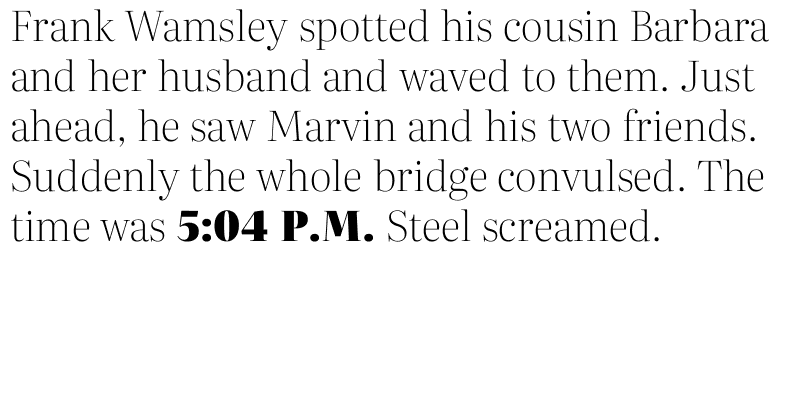 Frank Wamsley spotted his cousin Barbara
and her husband and waved to them. Just
ahead, he saw Marvin and his two friends.
Suddenly the whole bridge convulsed. The
time was 5:04 P.M. Steel screamed.